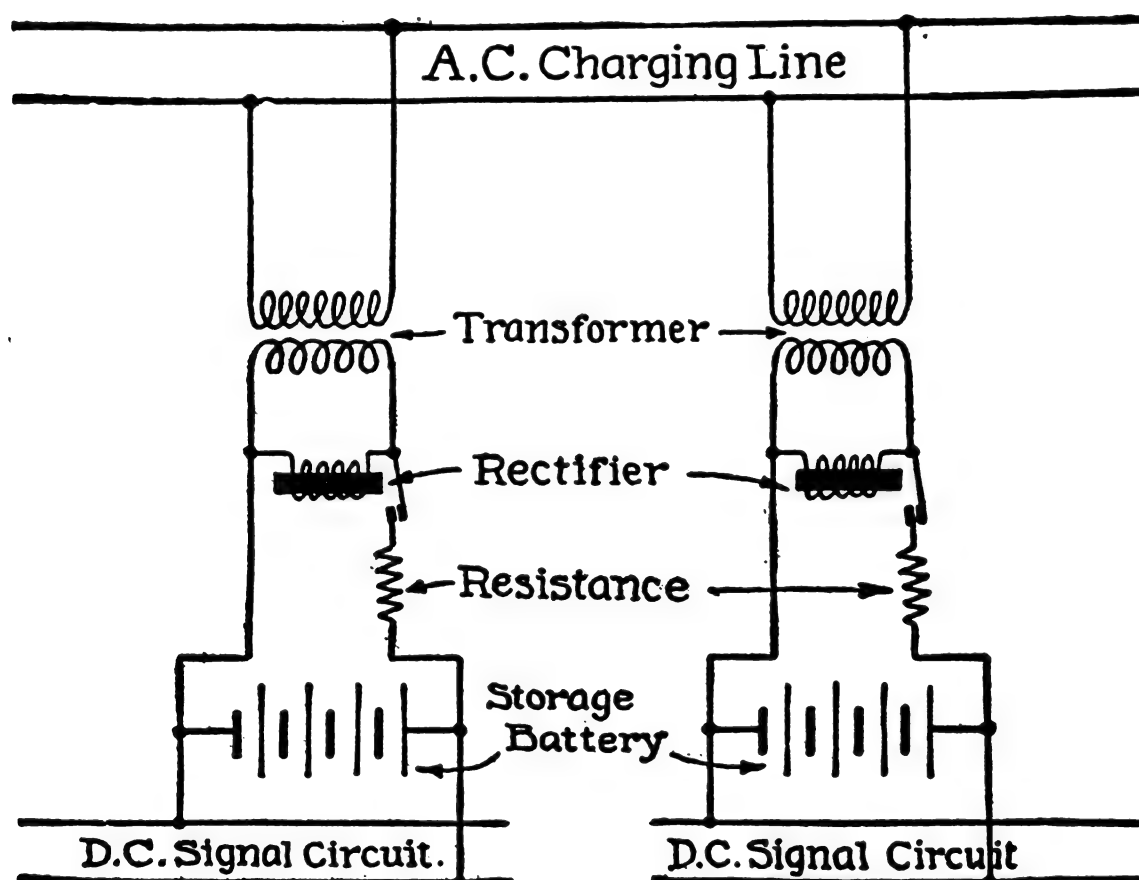 A.C. Charging Line
Transformer
Rectifier
Resistance
Storage
Battery
D.C. Signal Circuit.
D.C. Signal Circuit